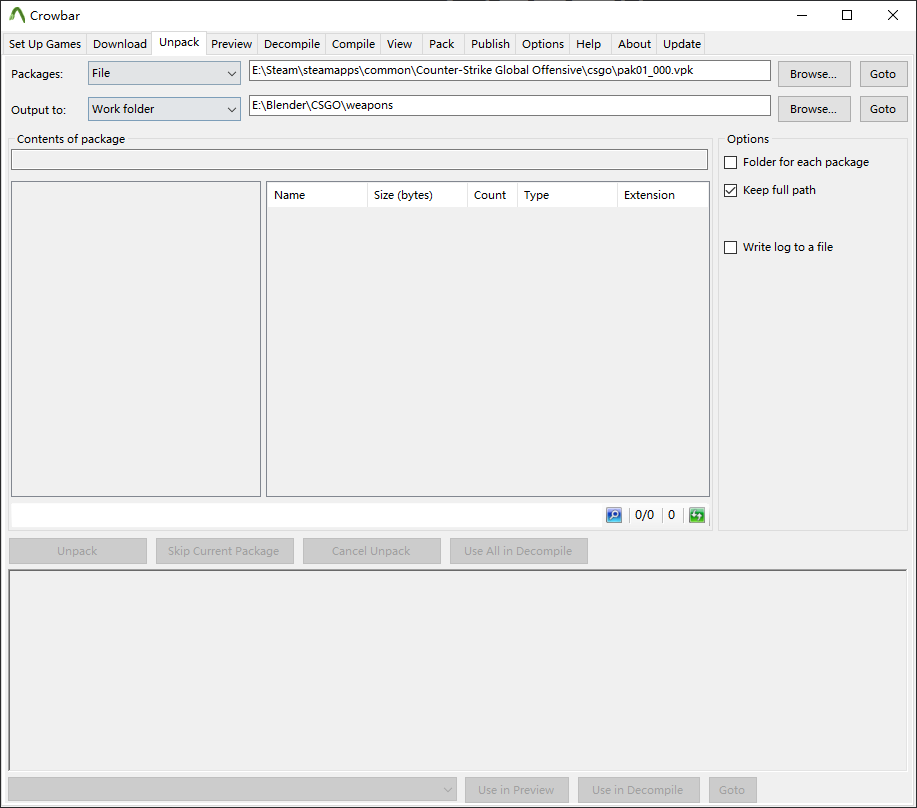 Crowbar
Set Up Games Download Unpack Preview Decompile Compile View Pack Publish Options Help About Update
Packages: File E:\Steam\steamapps\common\Counter-Strike Global Offensive\csgo\pak01_000.vpk Browse... Goto
Output to: Work folder E:\Blender\CSGO\weapons Browse... Goto
Contents of package Options
Folder for each package
Name Size (bytes) Count Type Extension Keep full path
Write log to a file
0/0 0
Unpack Skip Current Package Cancel Unpack Use All in Decompile
Use in Preview Use in Decompile Goto